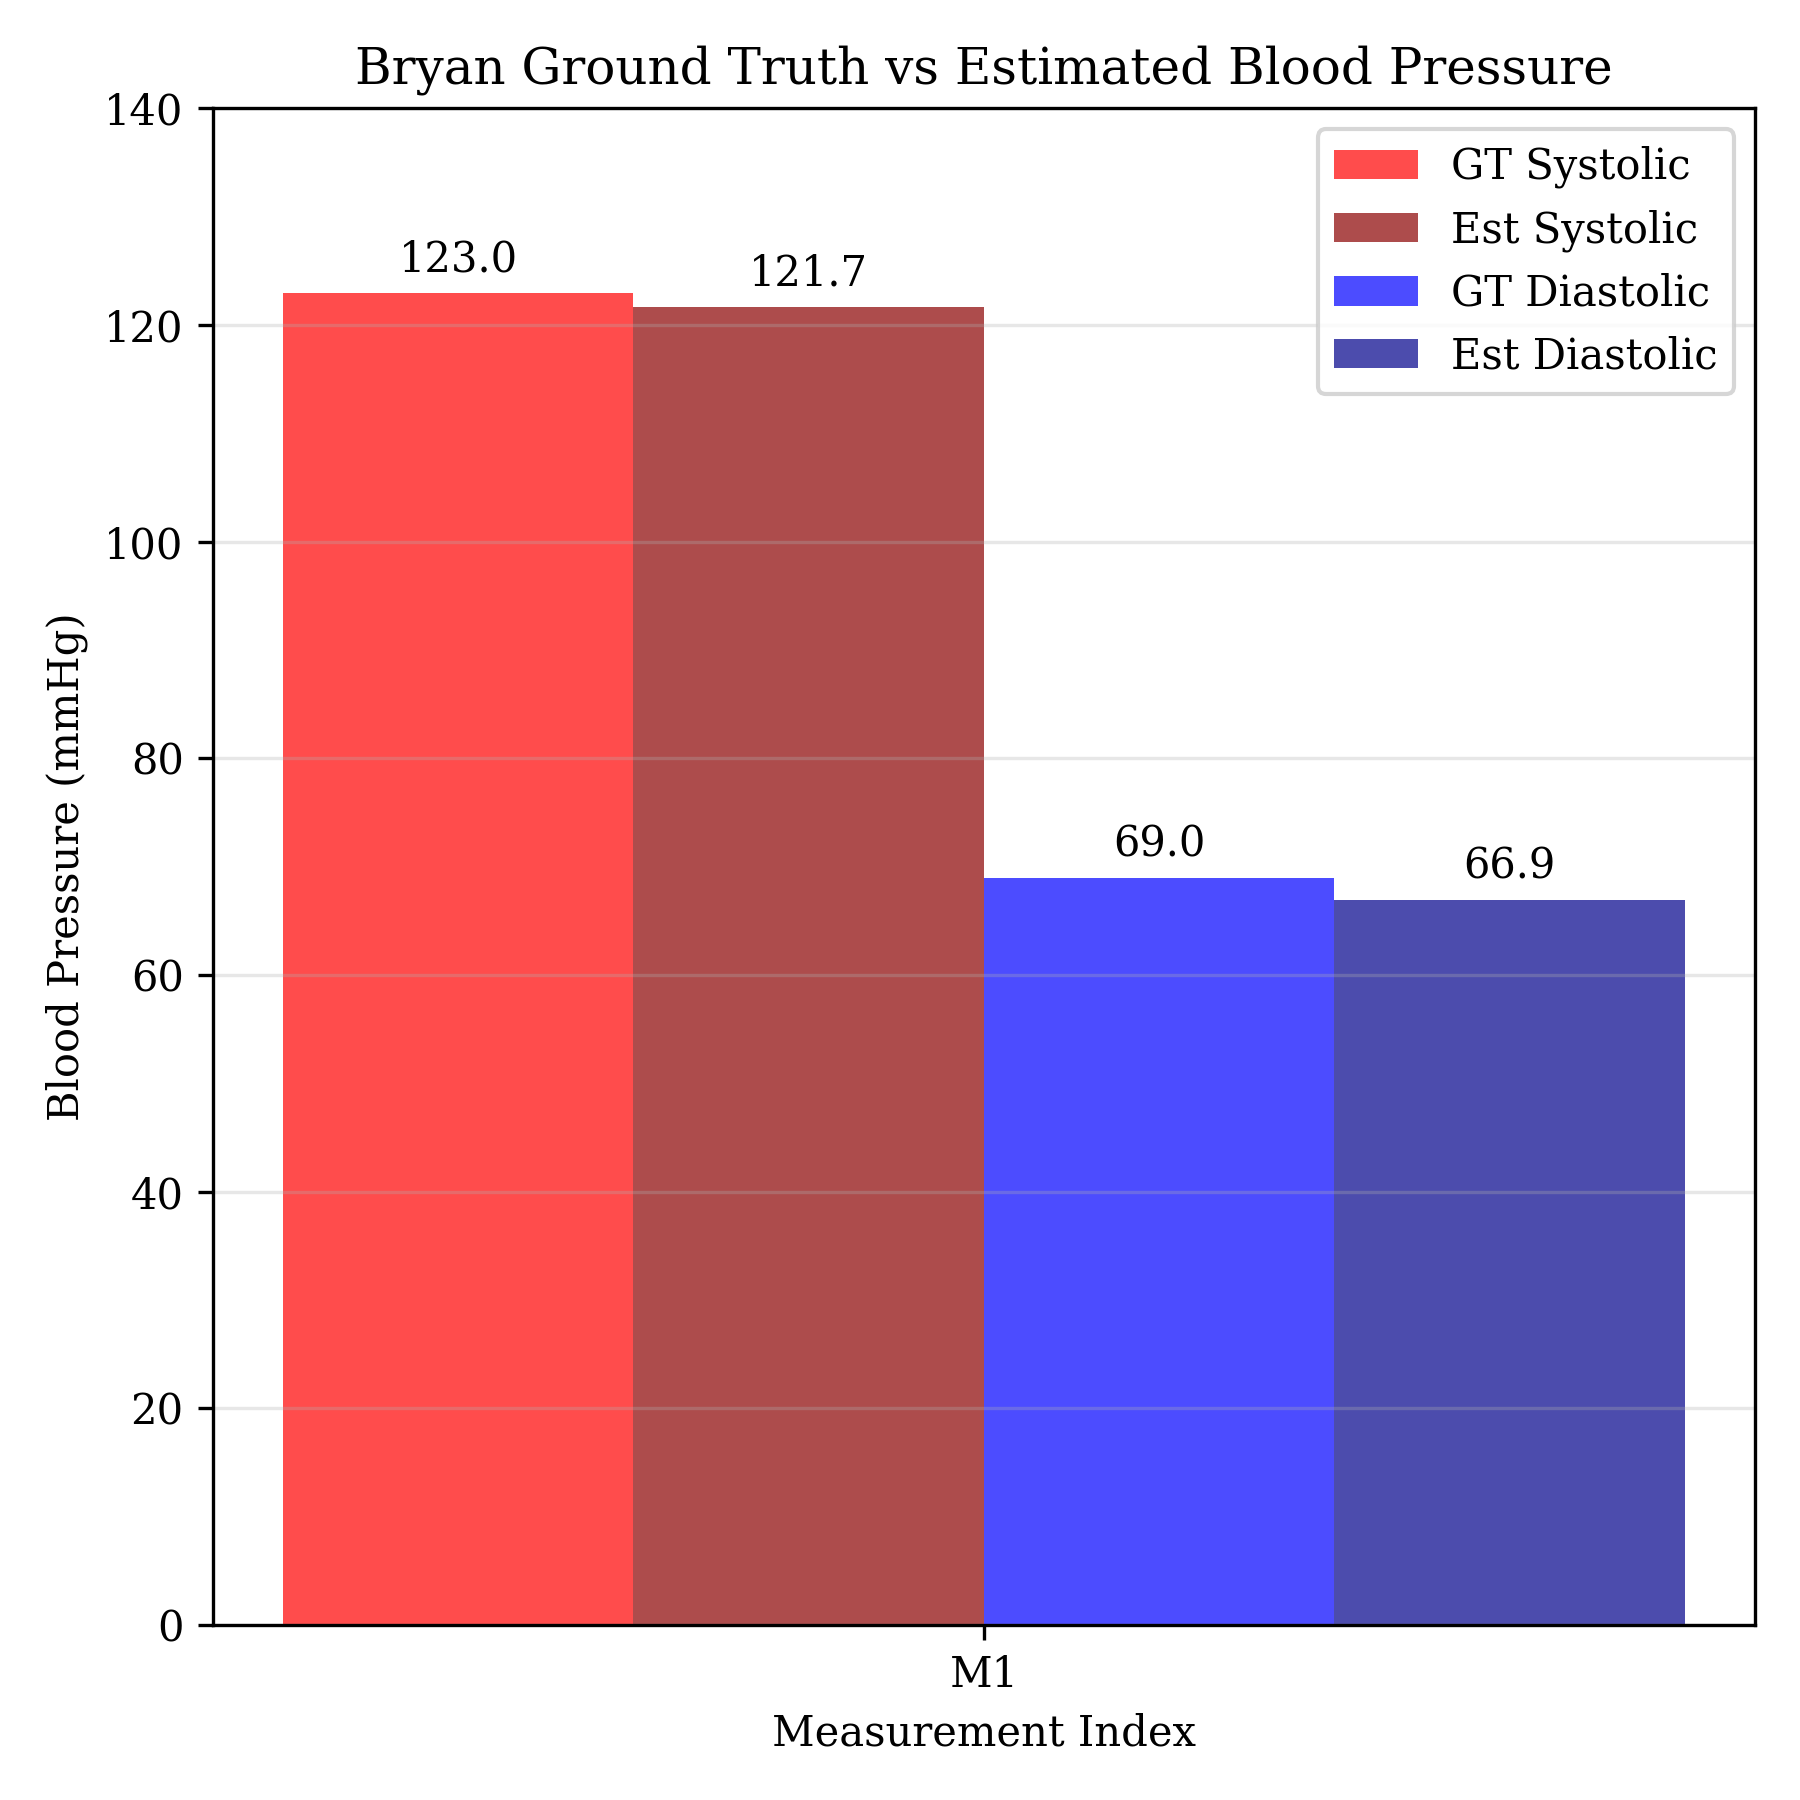 Bryan Ground Truth vs Estimated Blood Pressure
140
120
100
80
60
40
20
0
Blood Pressure (mmHg)
GT Systolic
Est Systolic
GT Diastolic
Est Diastolic
123.0
121.7
69.0
66.9
M1
Measurement Index